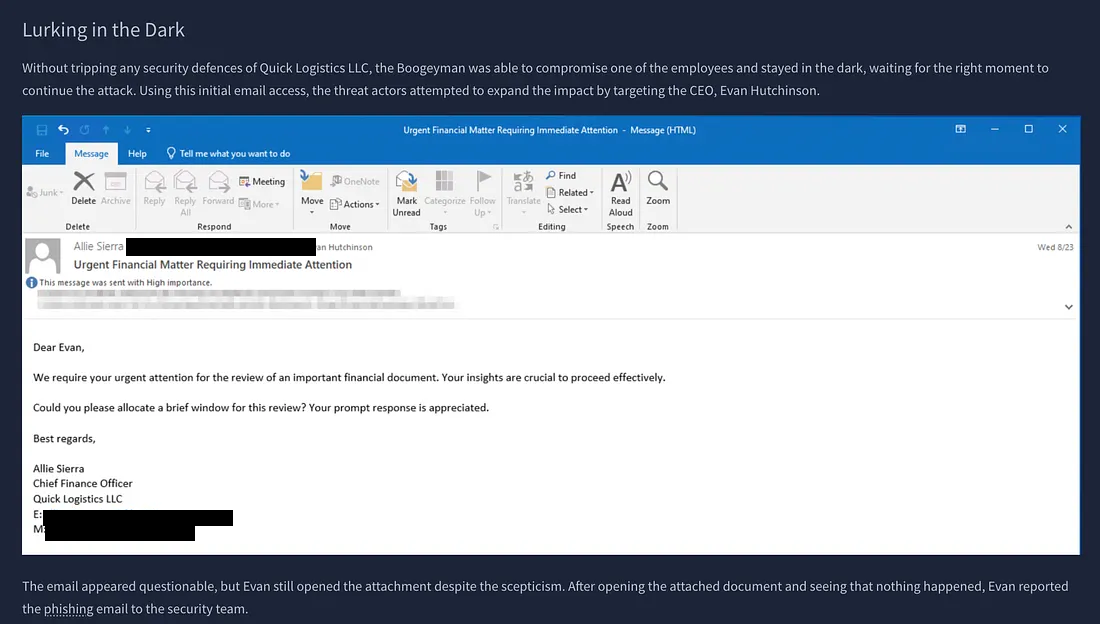 Lurking in the Dark
Without tripping any security defences of Quick Logistics LLC, the Boogeyman was able to compromise one of the employees and stayed in the dark, waiting for the right moment to
continue the attack. Using this initial email access, the threat actors attempted to expand the impact by targeting the CEO, Evan Hutchinson.
Urgent Financial Matter Requiring Immediate Attention - Message (HTML)
File Message Help Tell me what you want to do
Junk Delete Archive Reply Reply All Forward Meeting More Move OneNote Actions Mark Unread Categorize Follow Up Translate Find Related Select Read Aloud Zoom
Delete Respond Move Tags Editing Speech Zoom
Allie Sierra an Hutchinson Wed 8/23
Urgent Financial Matter Requiring Immediate Attention
This message was sent with High importance.
Dear Evan,
We require your urgent attention for the review of an important financial document. Your insights are crucial to proceed effectively.
Could you please allocate a brief window for this review? Your prompt response is appreciated.
Best regards,
Allie Sierra
Chief Finance Officer
Quick Logistics LLC
E:
M:
The email appeared questionable, but Evan still opened the attachment despite the scepticism. After opening the attached document and seeing that nothing happened, Evan reported
the phishing email to the security team.